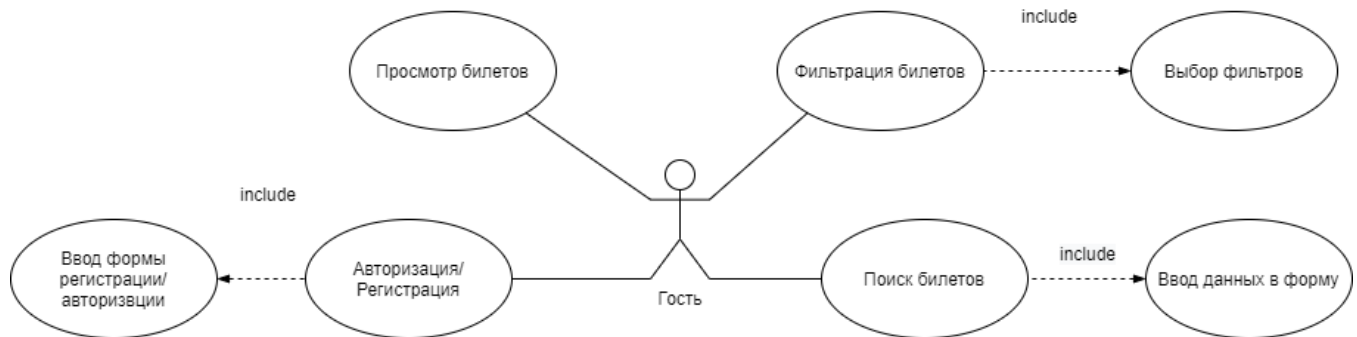 include
Просмотр билетов
Фильтрация билетов
Выбор фильтров
include
Ввод формы
регистрации/
авторизвции
Авторизация/
Регистрация
Гость
Поиск билетов
include
Ввод данных в форму